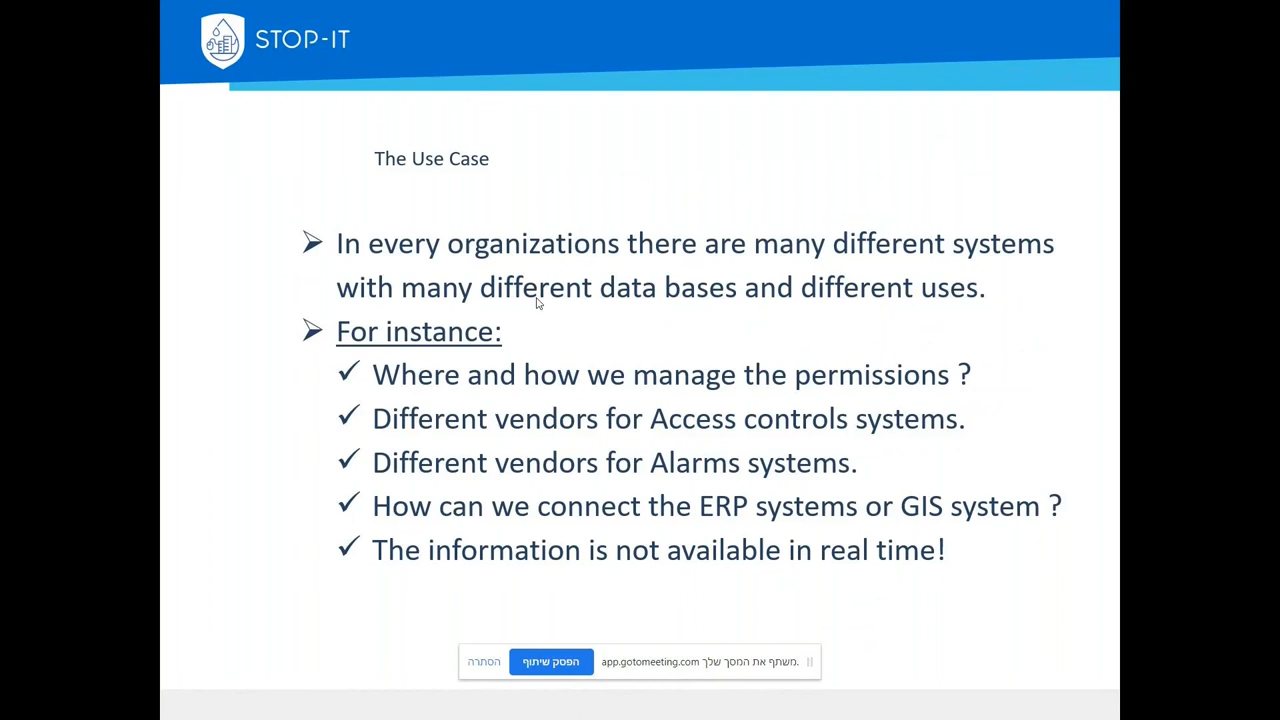 STOP-IT
The Use Case
➢ In every organizations there are many different systems
with many different data bases and different uses.
➢ For instance:
✓ Where and how we manage the permissions ?
✓ Different vendors for Access controls systems.
✓ Different vendors for Alarms systems.
✓ How can we connect the ERP systems or GIS system ?
✓ The information is not available in real time!
משתף את המסך שלך app.gotomeeting.com.
הפסק שיתוף
הסתרה